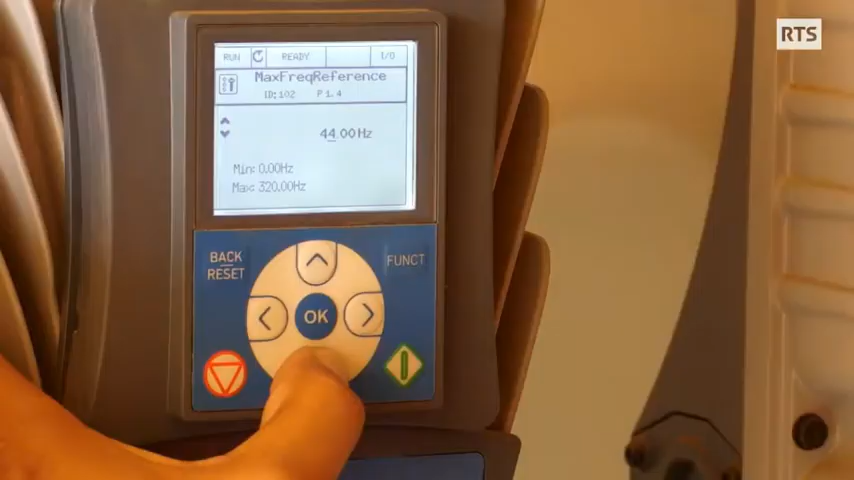 RTS
RUN READY I/O
MaxFreqReference
ID:102 P1.4
44.00Hz
Min: 0.00Hz
Max: 320.00Hz
BACK
RESET
FUNCT
OK